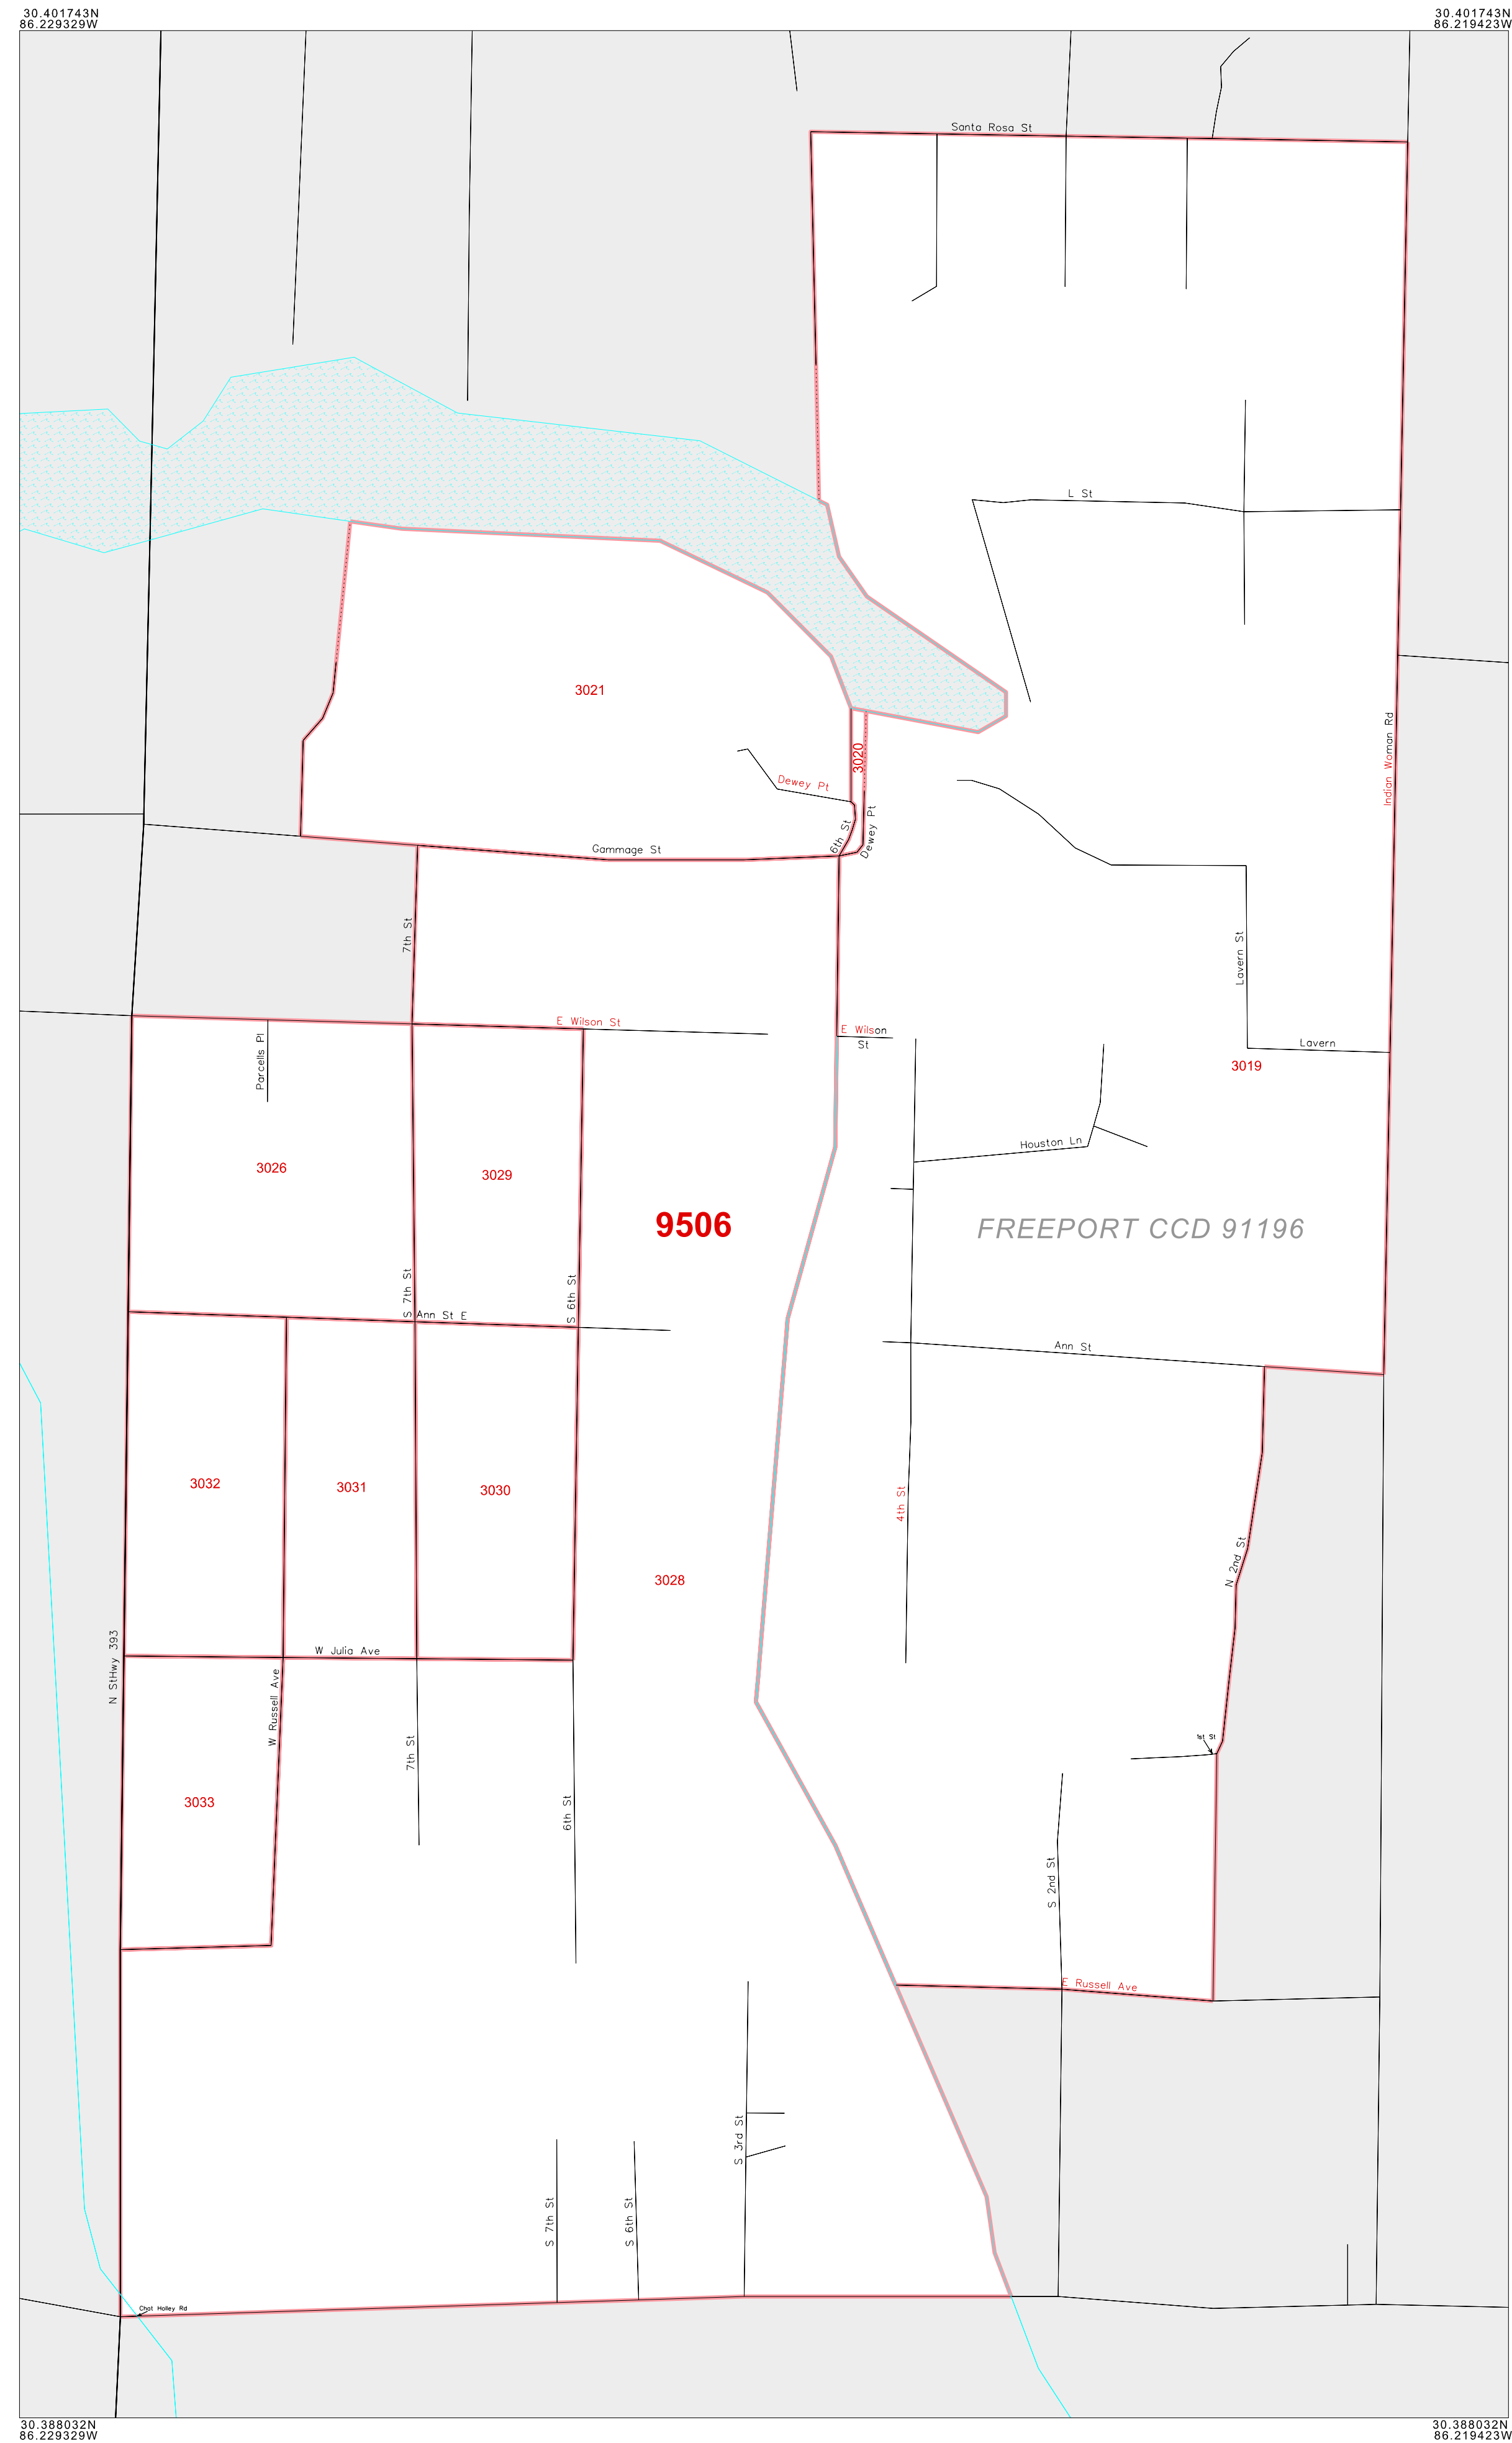 30.401743N
86.229329W
30.401743N
86.219423W
Santa Rosa St
L St
3021
3020
Indian Woman Rd
Dewey Pt
6th St
Dewey Pt
Gammage St
7th St
Lavern St
E Wilson St
E Wilson
St
Lavern
Parcells Pl
3019
Houston Ln
3026
3029
9506
FREEPORT CCD 91196
S 7th St
S 6th St
Ann St E
Ann St
3032
3031
3030
4th St
N 2nd St
3028
N StHwy 393
W Julia Ave
W Russell Ave
7th St
1st St
3033
6th St
S 2nd St
E Russell Ave
S 3rd St
S 7th St
S 6th St
Chat Holley Rd
30.388032N
86.229329W
30.388032N
86.219423W